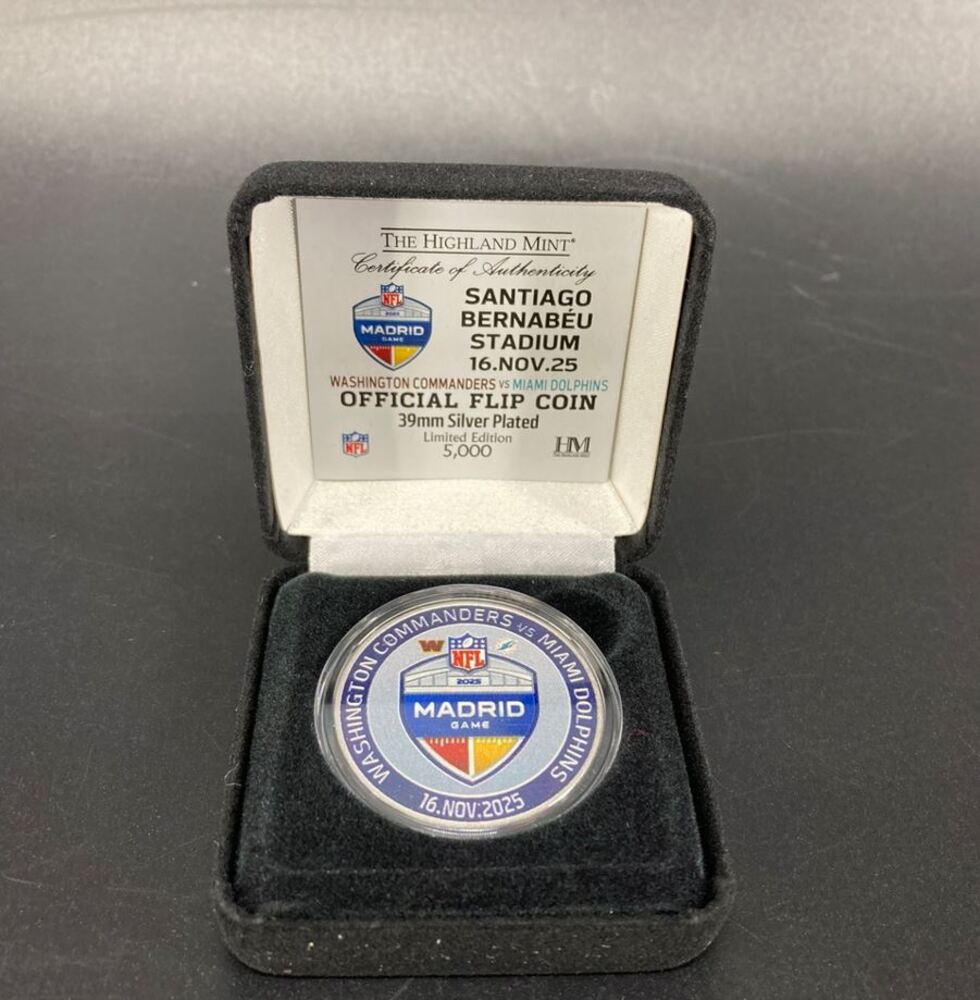 THE HIGHLAND MINT®
Certificate of Authenticity
NFL
2025
MADRID
GAME
SANTIAGO
BERNABÉU
STADIUM
16.NOV.25
WASHINGTON COMMANDERS VS MIAMI DOLPHINS
OFFICIAL FLIP COIN
39mm Silver Plated
Limited Edition
5,000
NFL
HM
WASHINGTON COMMANDERS VS MIAMI DOLPHINS
W
NFL
2025
MADRID
GAME
16.NOV.2025